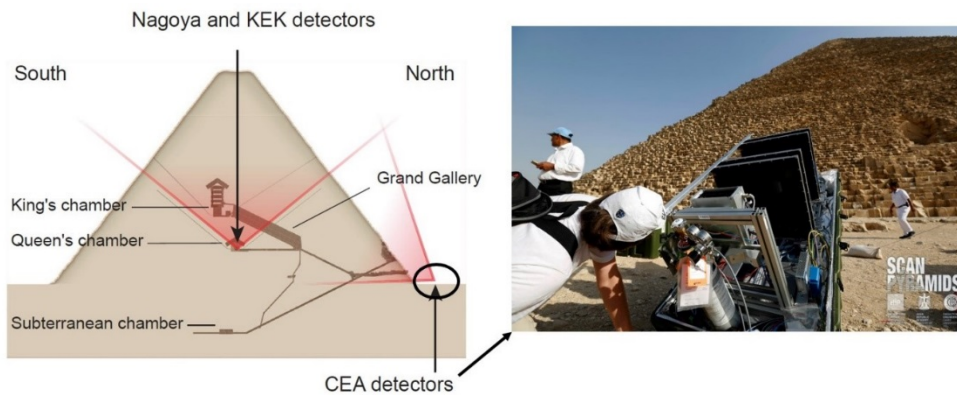 Nagoya and KEK detectors
South
North
Grand Gallery
King's chamber
Queen's chamber
Subterranean chamber
CEA detectors
SCAN
PYRAMIDS